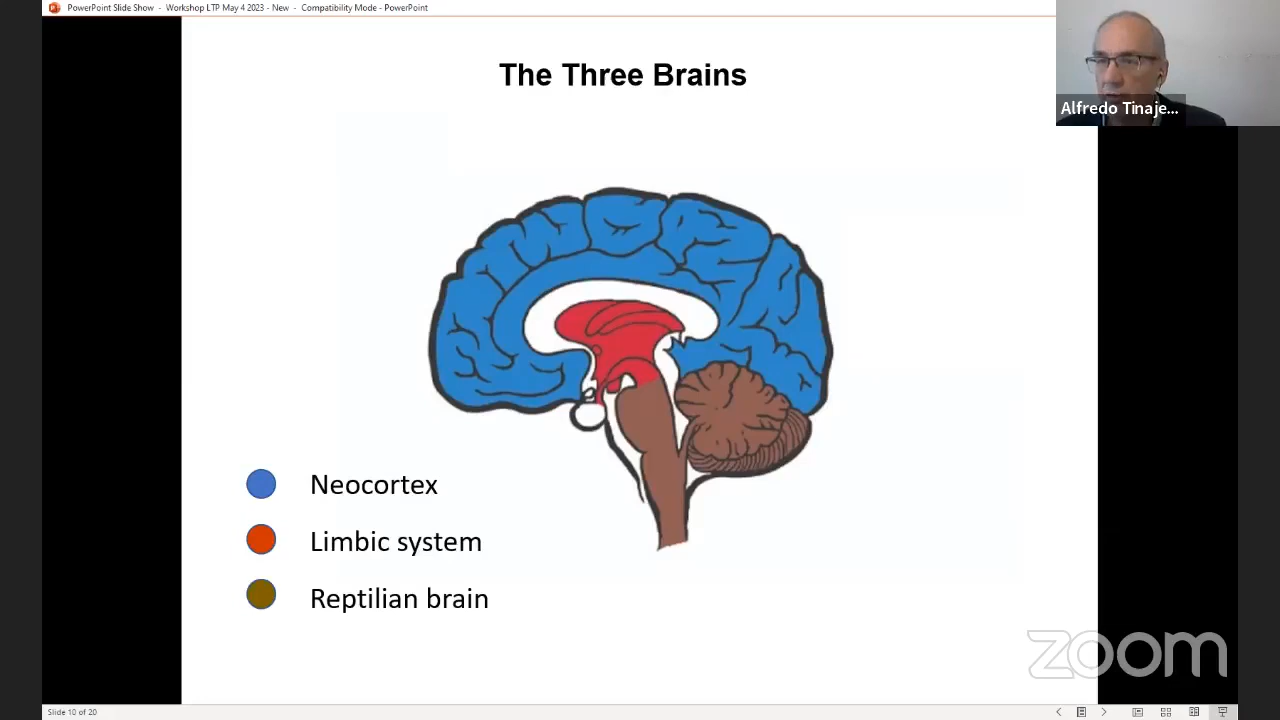 PowerPoint Slide Show - Workshop LTP May 4 2023 - New - Compatibility Mode - PowerPoint
The Three Brains
Alfredo Tinaje...
Neocortex
Limbic system
Reptilian brain
zoom
Slide 10 of 20